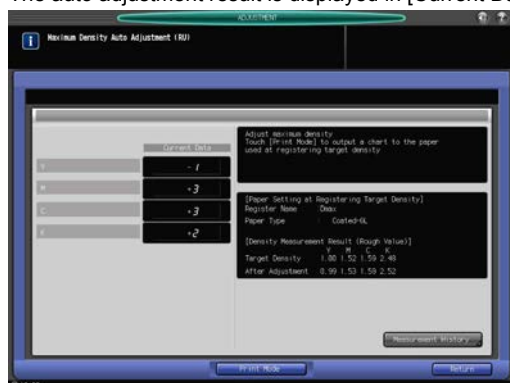 The auto adjustment result is displayed in [Current Da
ADJUSTMENT
Maximum Density Auto Adjustment (RU)
Current Data
Y
- 1
M
+3
C
+3
K
+2
Adjust maximum density
Touch [Print Mode] to output a chart to the paper
used at registering target density
[Paper Setting at Registering Target Density]
Register Name : Dmax
Paper Type : Coated-GL
[Density Measurement Result (Rough Value)]
Y M C K
Target Density 1.00 1.52 1.59 2.48
After Adjustment 0.99 1.53 1.59 2.52
Measurement History
Print Mode
Return